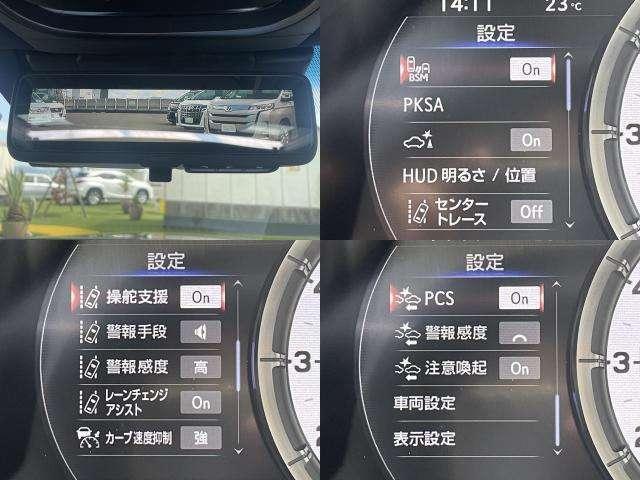 14:11
23℃
設定
BSM
On
PKSA
On
HUD 明るさ / 位置
センター
トレース
Off
3
設定
操舵支援
On
警報手段
警報感度
高
レーンチェンジ
アシスト
On
カーブ速度抑制
強
3
設定
PCS
On
警報感度
注意喚起
On
車両設定
表示設定
3